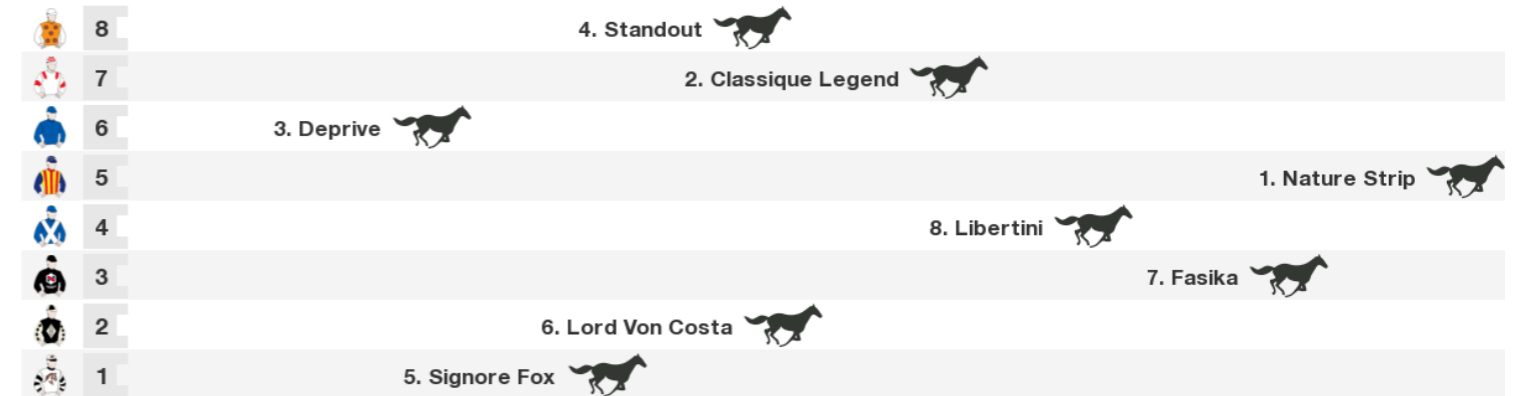 8 4. Standout
7 2. Classique Legend
6 3. Deprive
5 1. Nature Strip
4 8. Libertini
3 7. Fasika
2 6. Lord Von Costa
1 5. Signore Fox